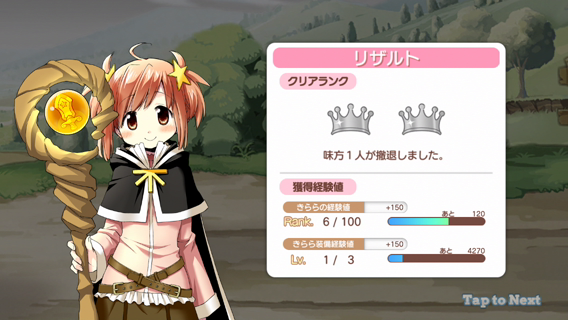 リザルト
クリアランク
味方1人が撤退しました。
獲得経験値
きららの経験値 +150
Rank. 6 / 100 あと 120
きらら装備経験値 +150
Lv. 1 / 3 あと 4270
Tap to Next